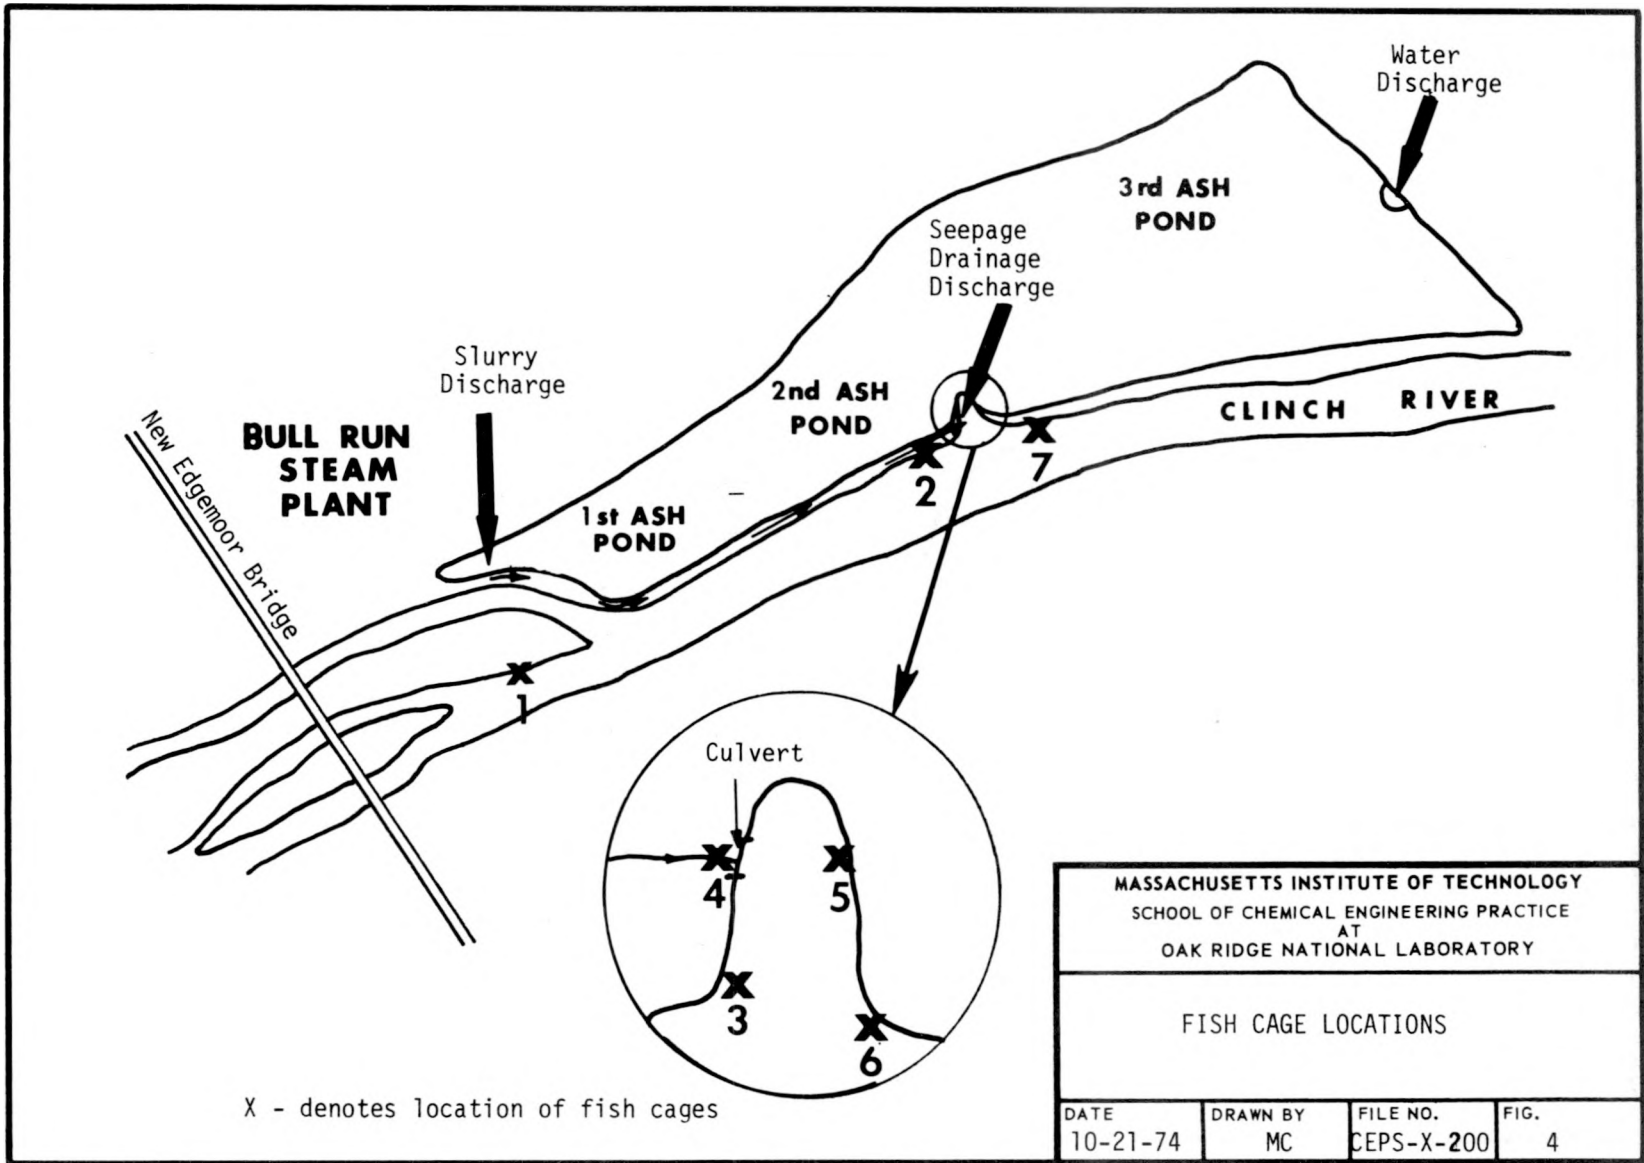 Water
Discharge
3rd ASH
POND
Seepage
Drainage
Discharge
Slurry
Discharge
2nd ASH
POND
CLINCH RIVER
New Edgemoor Bridge
BULL RUN
STEAM
PLANT
1st ASH
POND
2
7
1
Culvert
4
5
3
6
X - denotes location of fish cages
MASSACHUSETTS INSTITUTE OF TECHNOLOGY
SCHOOL OF CHEMICAL ENGINEERING PRACTICE
AT
OAK RIDGE NATIONAL LABORATORY
FISH CAGE LOCATIONS
DATE
10-21-74
DRAWN BY
MC
FILE NO.
CEPS-X-200
FIG.
4